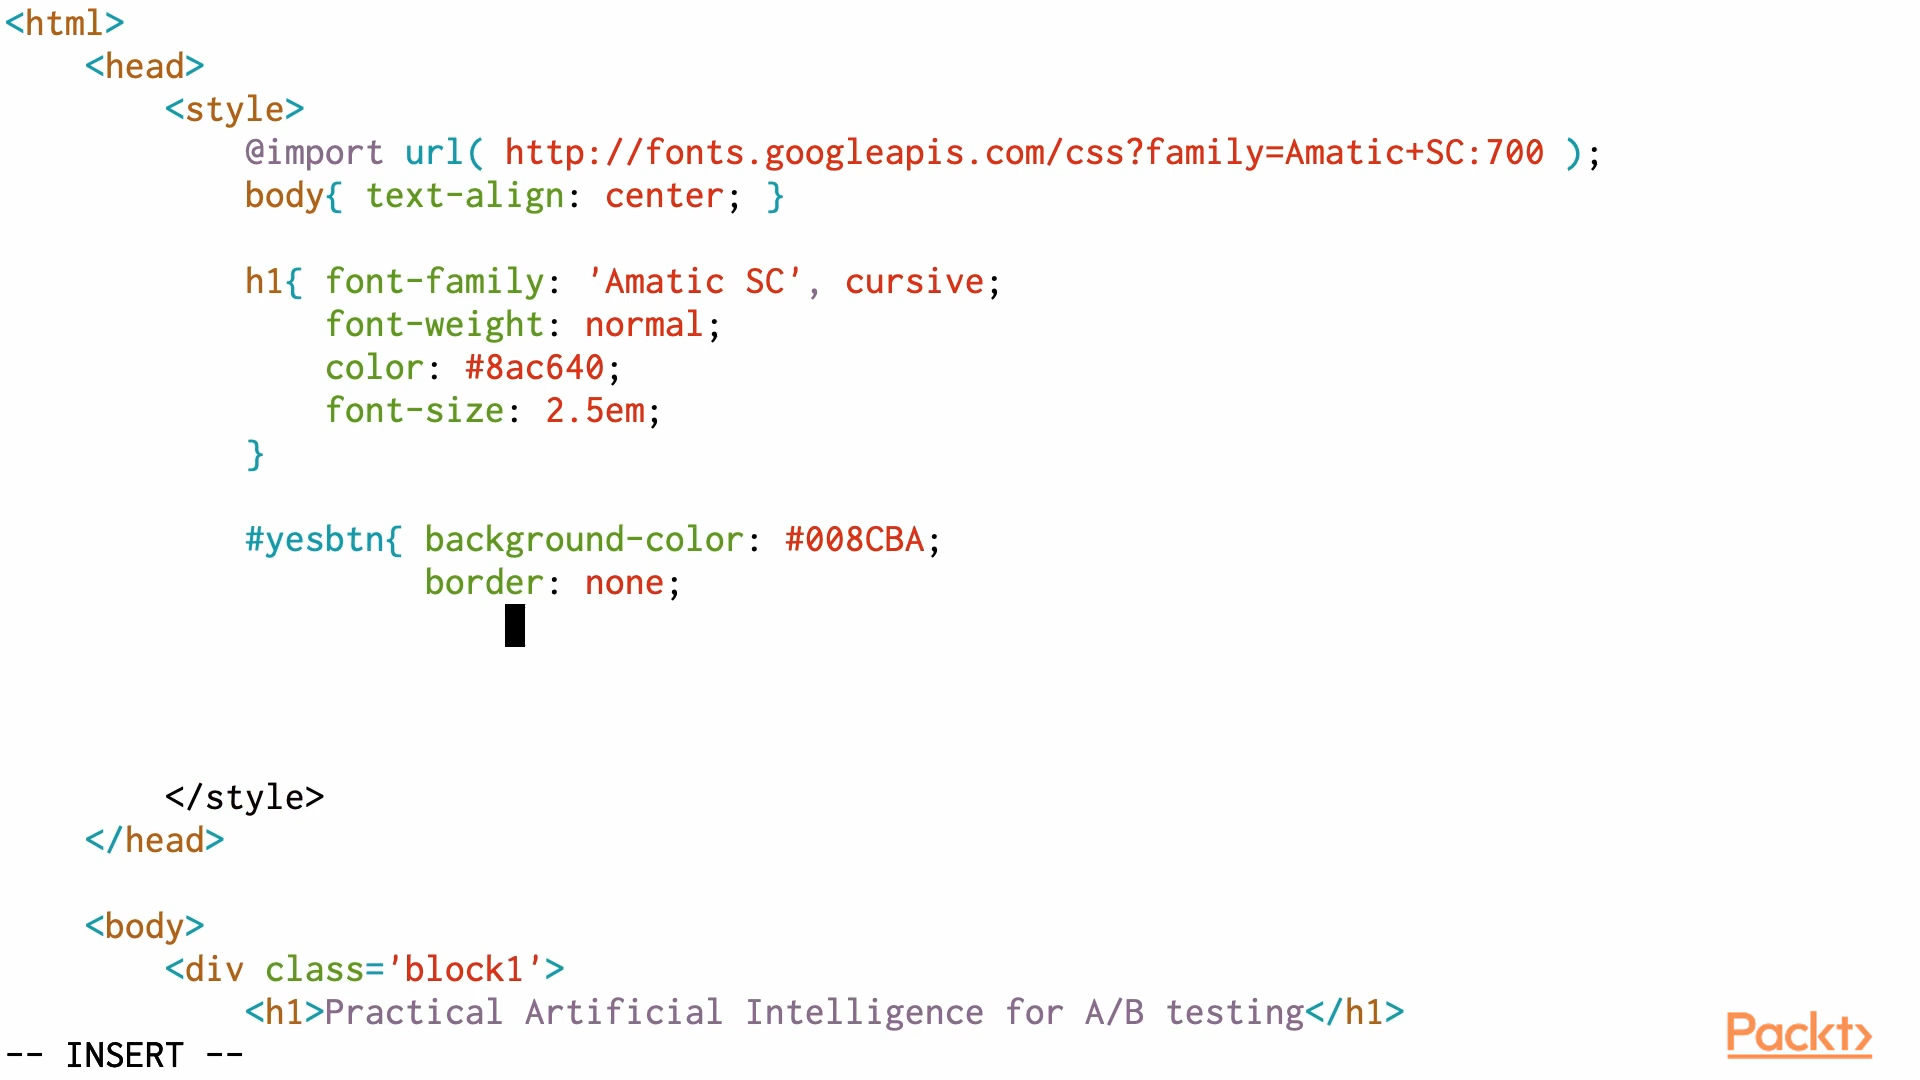 <html>
<head>
<style>
@import url( http://fonts.googleapis.com/css?family=Amatic+SC:700 );
body{ text-align: center; }
h1{ font-family: 'Amatic SC', cursive;
font-weight: normal;
color: #8ac640;
font-size: 2.5em;
}
#yesbtn{ background-color: #008CBA;
border: none;
</style>
</head>
<body>
<div class='block1'>
<h1>Practical Artificial Intelligence for A/B testing</h1>
-- INSERT --
Packt>